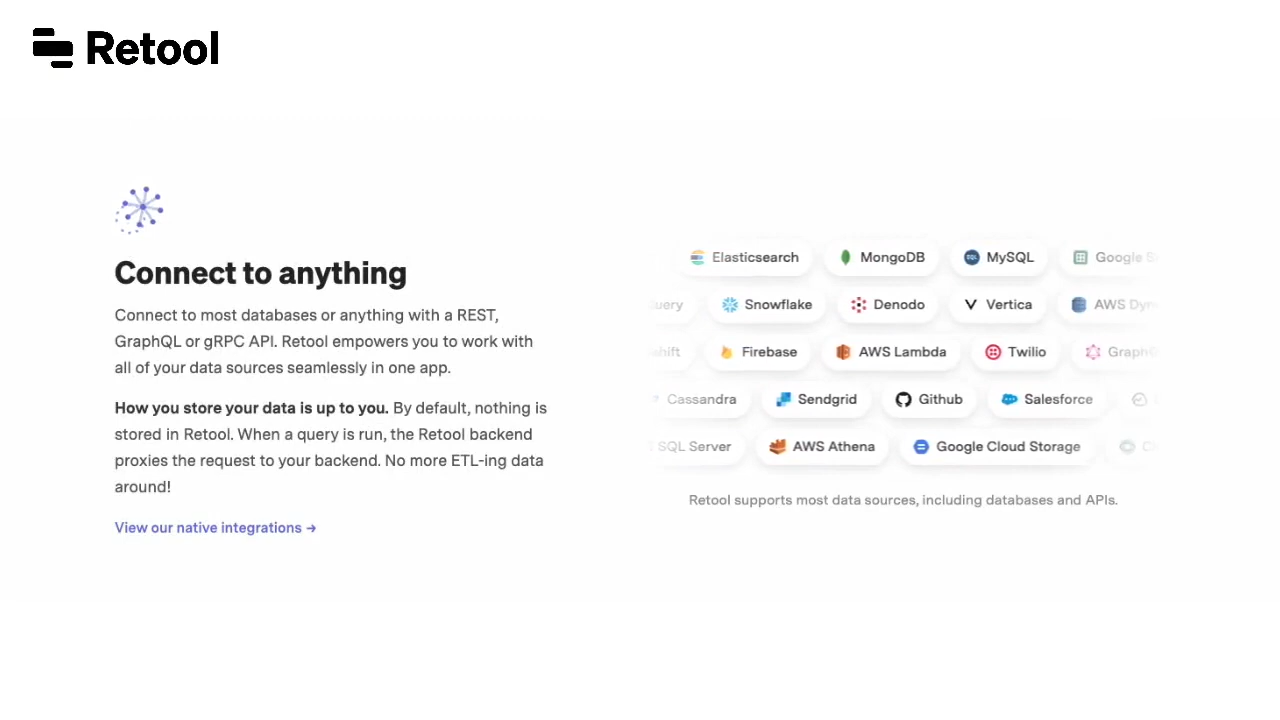 Retool
Connect to anything
Connect to most databases or anything with a REST,
GraphQL or gRPC API. Retool empowers you to work with
all of your data sources seamlessly in one app.
How you store your data is up to you. By default, nothing is
stored in Retool. When a query is run, the Retool backend
proxies the request to your backend. No more ETL-ing data
around!
View our native integrations →
Elasticsearch MongoDB MySQL Google
Snowflake Denodo Vertica AWS
Firebase AWS Lambda Twilio
Cassandra Sendgrid Github Salesforce
SQL Server AWS Athena Google Cloud Storage
Retool supports most data sources, including databases and APIs.